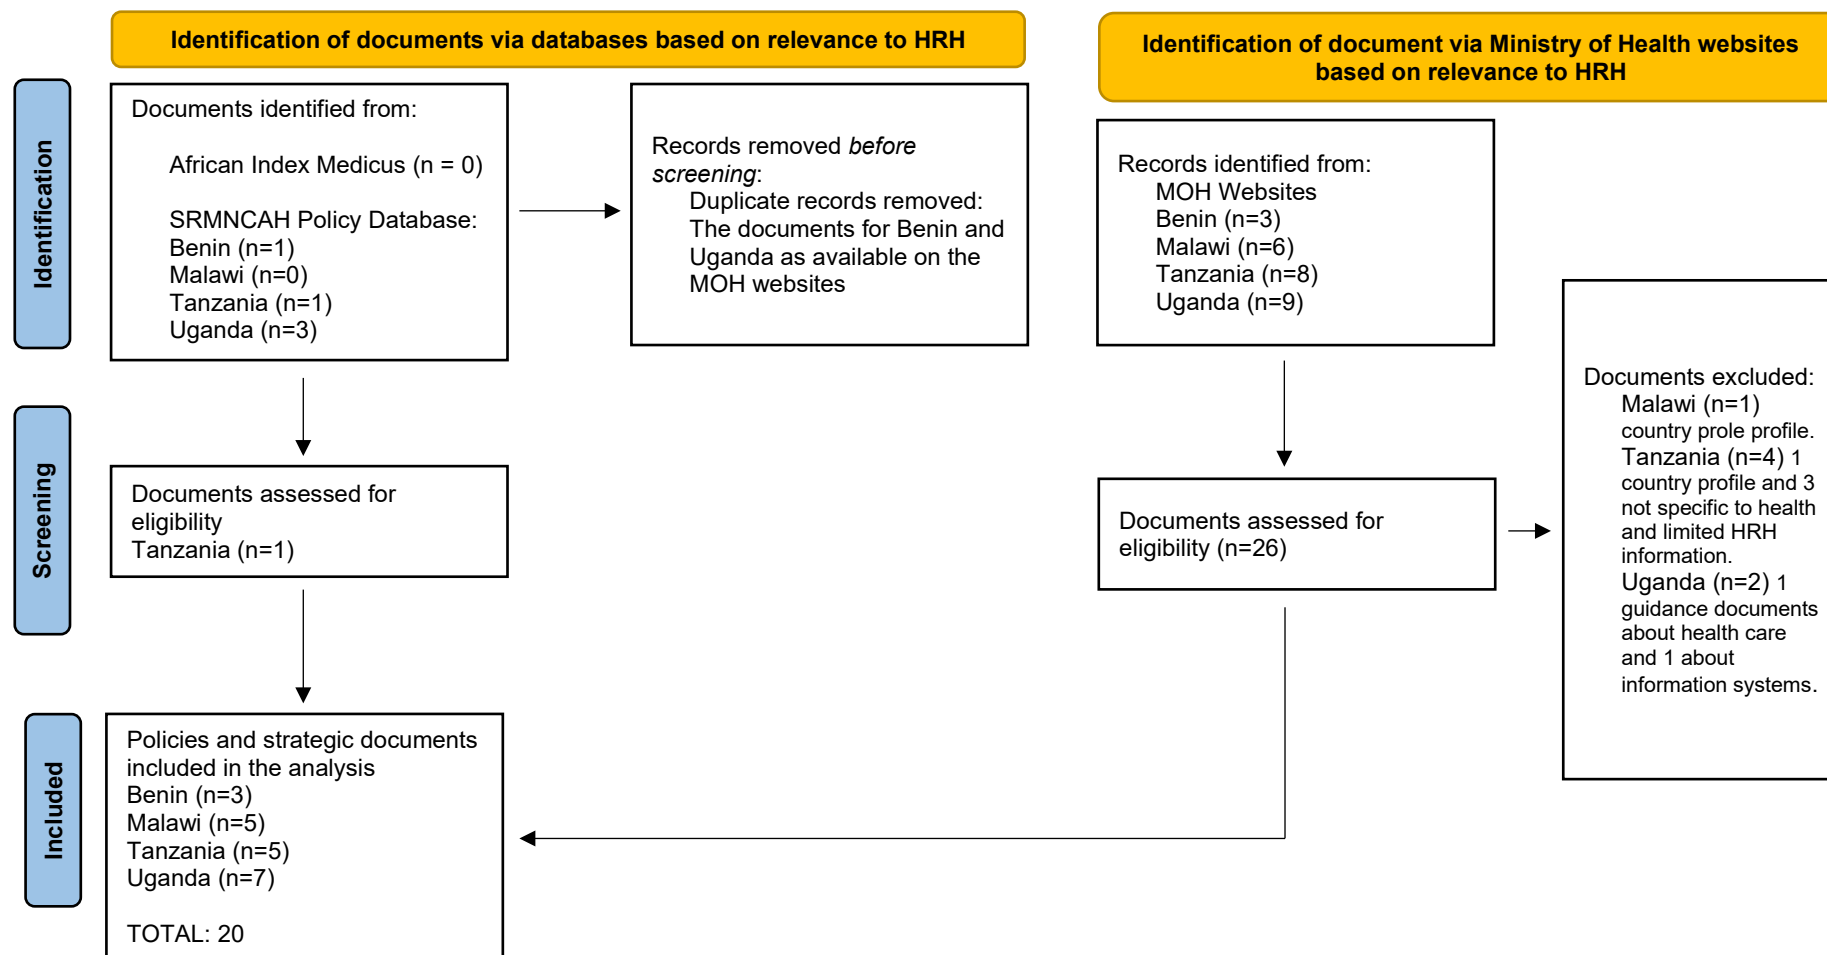 Identification of documents via databases based on relevance to HRH
Identification of document via Ministry of Health websites
based on relevance to HRH
Identification
Documents identified from:
African Index Medicus (n = 0)
SRMNCAH Policy Database:
Benin (n=1)
Malawi (n=0)
Tanzania (n=1)
Uganda (n=3)
Records removed before
screening:
Duplicate records removed:
The documents for Benin and
Uganda as available on the
MOH websites
Records identified from:
MOH Websites
Benin (n=3)
Malawi (n=6)
Tanzania (n=8)
Uganda (n=9)
Screening
Documents assessed for
eligibility
Tanzania (n=1)
Documents assessed for
eligibility (n=26)
Documents excluded:
Malawi (n=1)
country prole profile.
Tanzania (n=4) 1
country profile and 3
not specific to health
and limited HRH
information.
Uganda (n=2) 1
guidance documents
about health care
and 1 about
information systems.
Included
Policies and strategic documents
included in the analysis
Benin (n=3)
Malawi (n=5)
Tanzania (n=5)
Uganda (n=7)
TOTAL: 20